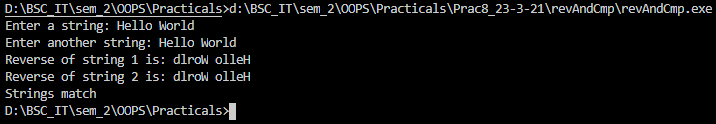 D:\BSC_IT\sem_2\OOPS\Practicals>d:\BSC_IT\sem_2\OOPS\Practicals\Prac8_23-3-21\revAndCmp\revAndCmp.exe
Enter a string: Hello World
Enter another string: Hello World
Reverse of string 1 is: dlroW olleH
Reverse of string 2 is: dlroW olleH
Strings match
D:\BSC_IT\sem_2\OOPS\Practicals>